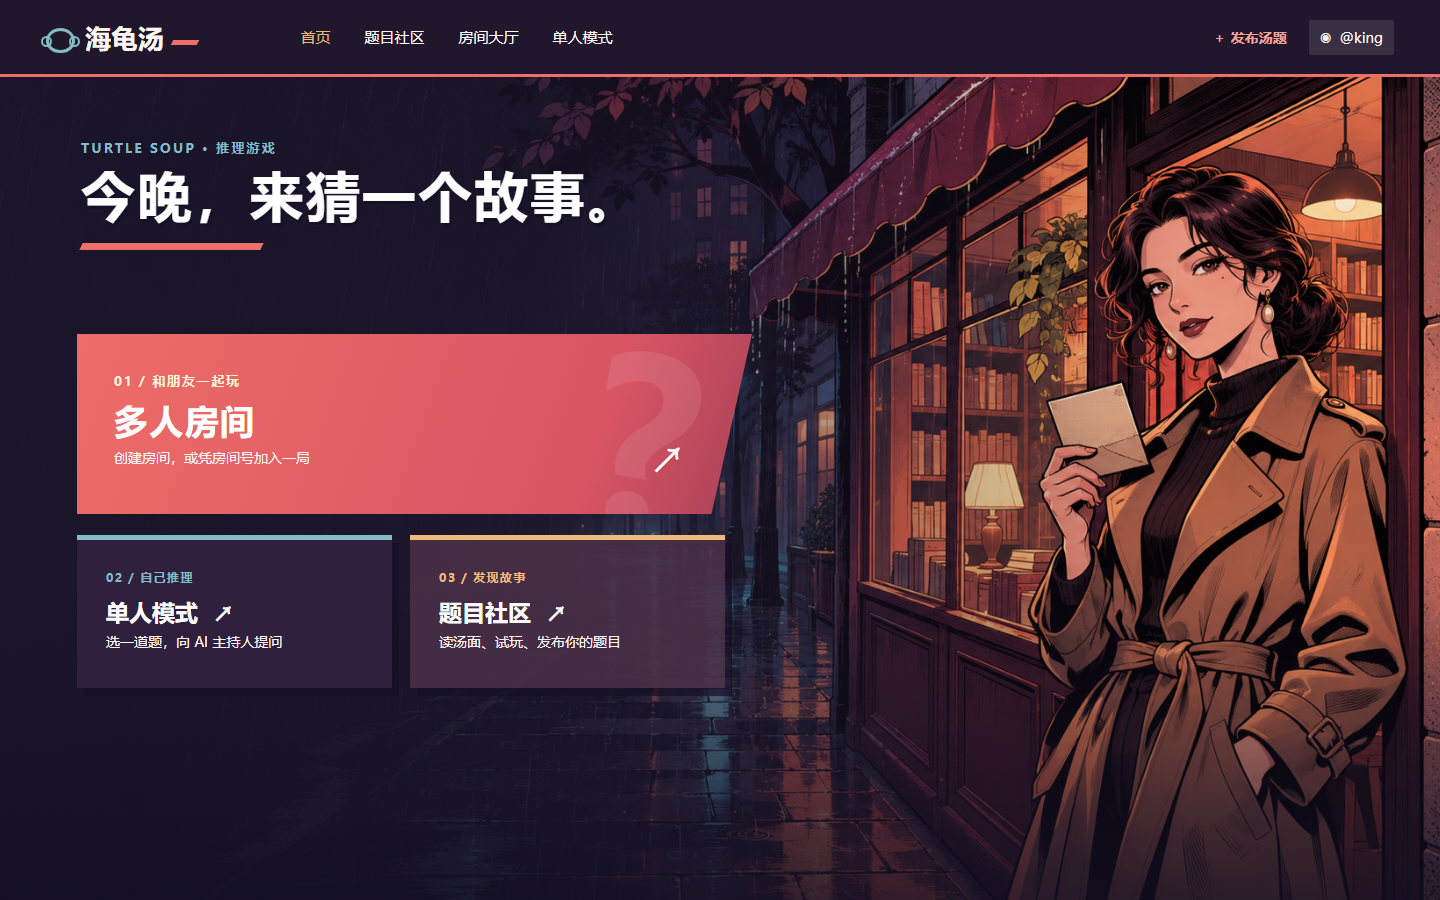 海龟汤
首页 题目社区 房间大厅 单人模式
+ 发布汤题
@king
TURTLE SOUP • 推理游戏
今晚，来猜一个故事。
01 / 和朋友一起玩
多人房间
创建房间，或凭房间号加入一局
?
02 / 自己推理
单人模式 ↗
选一道题，向 AI 主持人提问
03 / 发现故事
题目社区 ↗
读汤面、试玩、发布你的题目